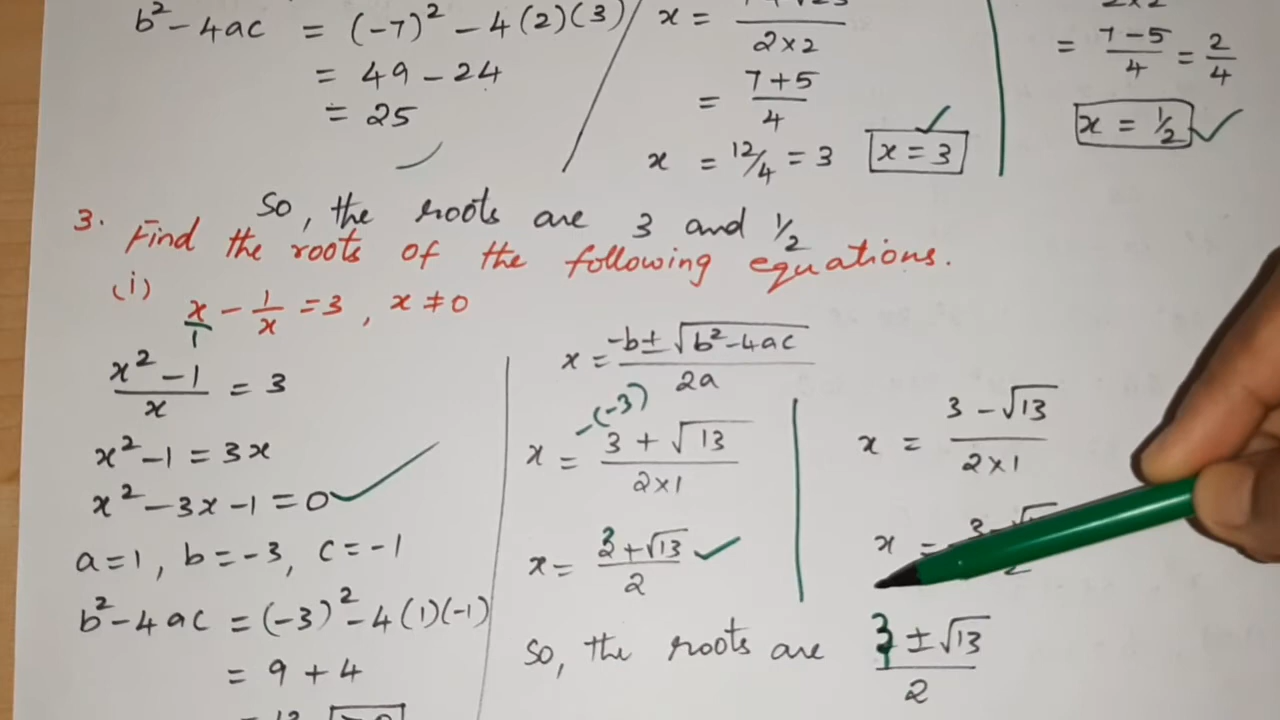 b² - 4ac = (-7)² - 4(2)(3)
= 49 - 24
= 25
2×2
= 7+5/4
x = 12/4 = 3
x = 3
= 7-5/4 = 2/4
x = 1/2
So, the roots are 3 and 1/2
3. Find the roots of the following equations.
(i) x/1 - 1/x = 3, x ≠ 0
x² - 1/x = 3
x² - 1 = 3x
x² - 3x - 1 = 0
a = 1, b = -3, c = -1
b² - 4ac = (-3)² - 4(1)(-1)
= 9 + 4
x = -b ± √b² - 4ac/2a
-(-3)
x = 3 + √13/2×1
x = 3 + √13/2
x = 3 - √13/2×1
x =
So, the roots are 3 ± √13/2